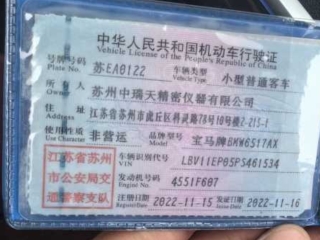 中华人民共和国机动车行驶证
Vehicle License of the People's Republic of China
号牌号码 苏EA0122 车辆类型 小型普通客车
Plate No. Vehicle Type
所有人 苏州中瑞天精密仪器有限公司
Owner
住址 江苏省苏州市虎丘区科灵路78号10号楼2-215-1
Address
使用性质 非营运 品牌型号 宝马牌BMW6517AX
Use Character Model
江苏省苏州 车辆识别代号 LBV11EP05PS461534
VIN
市公安局交 发动机号码 4551F607
Engine No.
通警察支队 注册日期 2022-11-15 发证日期 2022-11-16
Register Date Issue Date